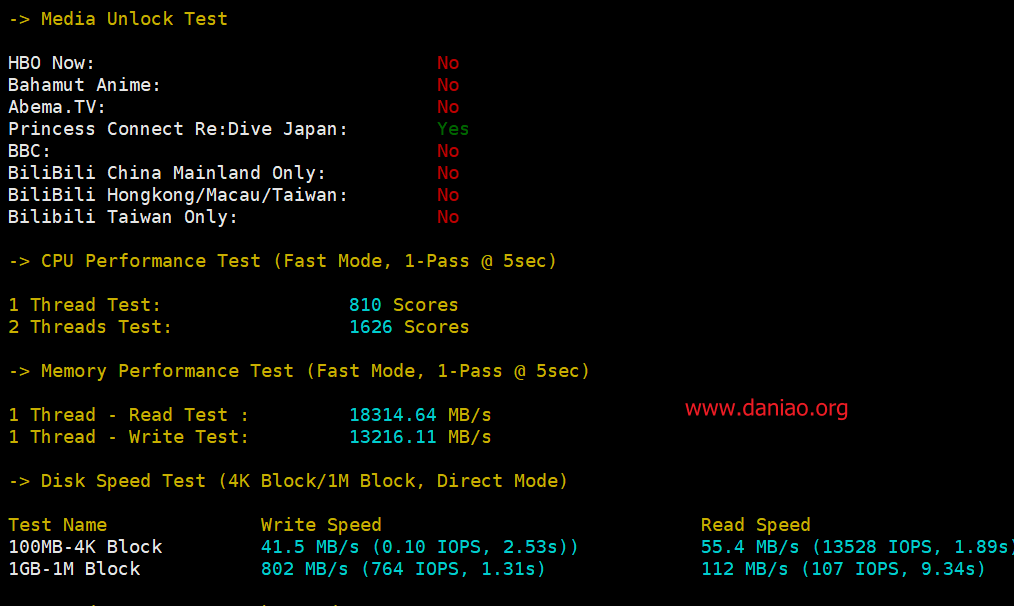 -> Media Unlock Test
HBO Now: No
Bahamut Anime: No
Abema.TV: No
Princess Connect Re:Dive Japan: Yes
BBC: No
BiliBili China Mainland Only: No
BiliBili Hongkong/Macau/Taiwan: No
Bilibili Taiwan Only: No
-> CPU Performance Test (Fast Mode, 1-Pass @ 5sec)
1 Thread Test: 810 Scores
2 Threads Test: 1626 Scores
-> Memory Performance Test (Fast Mode, 1-Pass @ 5sec)
1 Thread - Read Test : 18314.64 MB/s
1 Thread - Write Test: 13216.11 MB/s
www.daniao.org
-> Disk Speed Test (4K Block/1M Block, Direct Mode)
Test Name Write Speed Read Speed
100MB-4K Block 41.5 MB/s (0.10 IOPS, 2.53s)) 55.4 MB/s (13528 IOPS, 1.89s)
1GB-1M Block 802 MB/s (764 IOPS, 1.31s) 112 MB/s (107 IOPS, 9.34s)